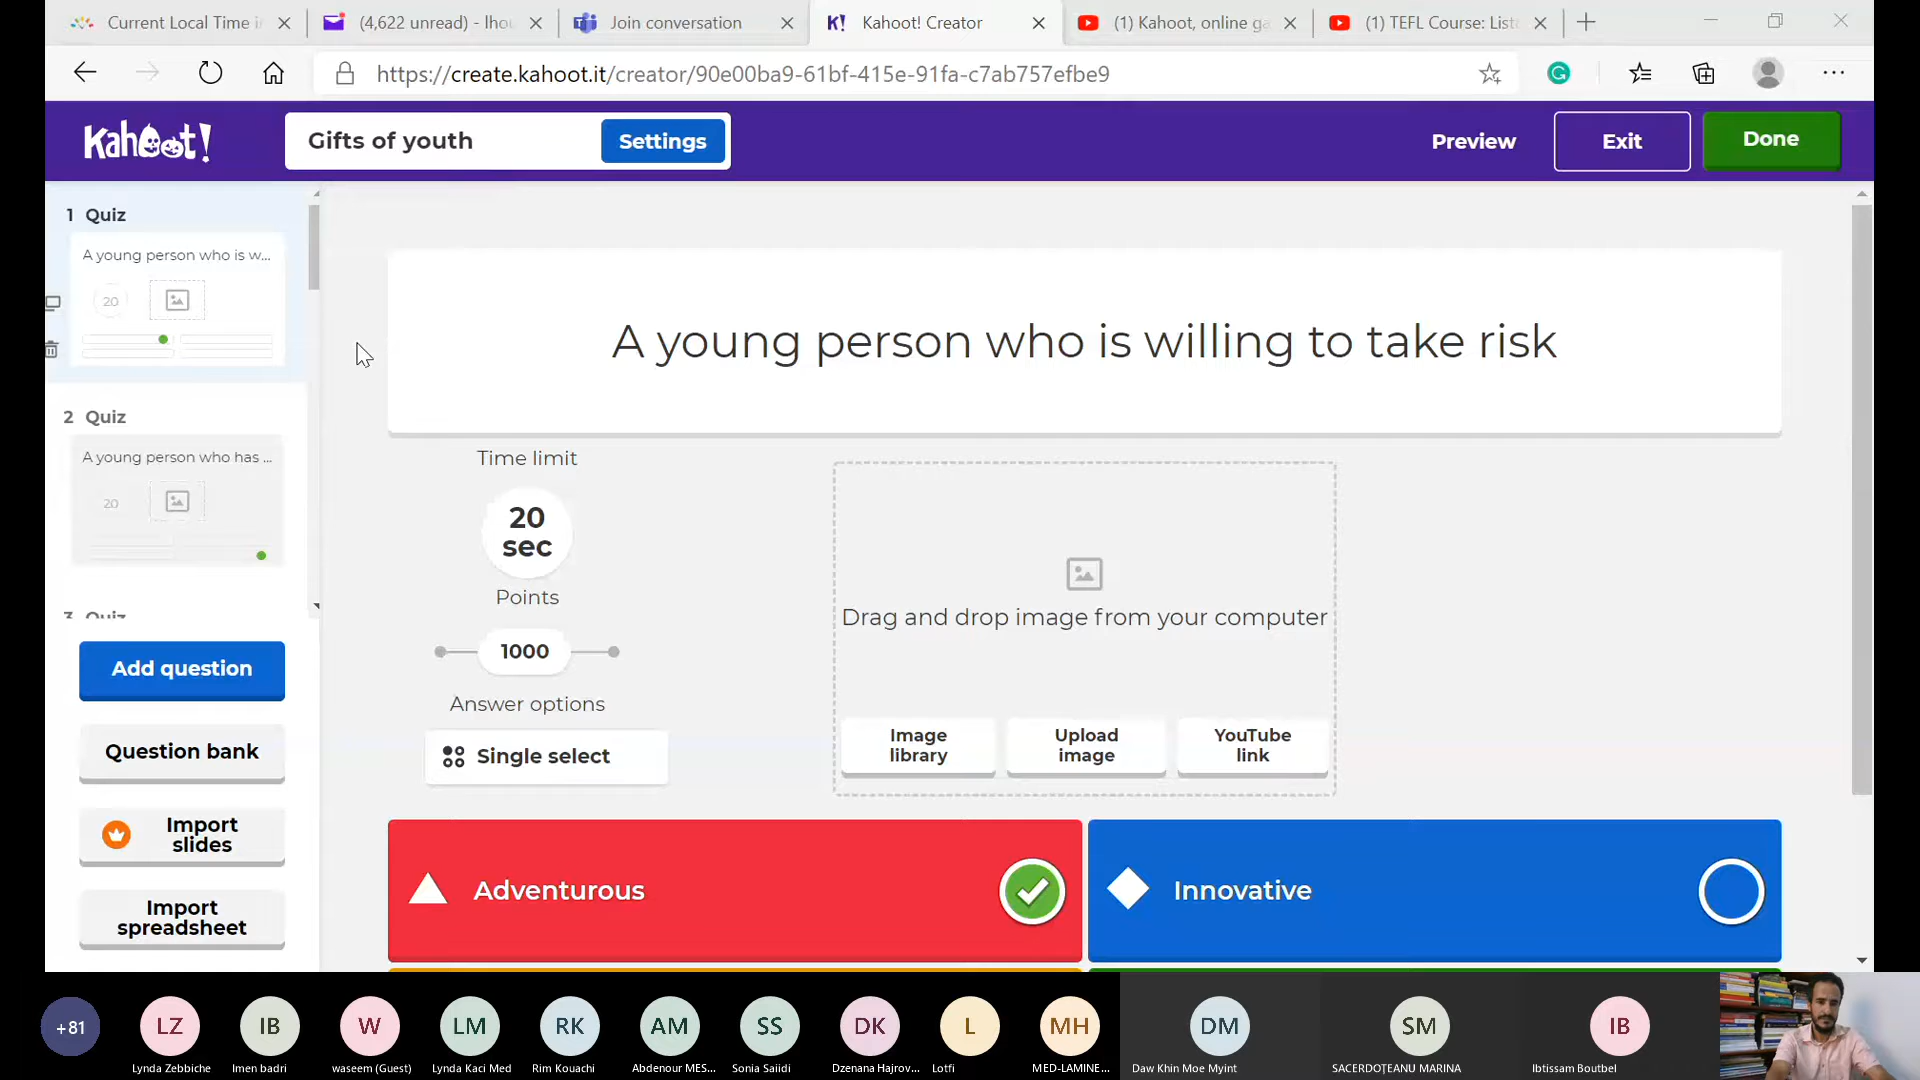 Current Local Time i
(4,622 unread) - lhou
Join conversation
Kahoot! Creator
(1) Kahoot, online ga
(1) TEFL Course: Liste
https://create.kahoot.it/creator/90e00ba9-61bf-415e-91fa-c7ab757efbe9
Kahoot!
Gifts of youth
Settings
Preview
Exit
Done
1 Quiz
A young person who is w...
20
2 Quiz
A young person who has ...
20
3 Quiz
Add question
Question bank
Import
slides
Import
spreadsheet
A young person who is willing to take risk
Time limit
20
sec
Points
1000
Answer options
Single select
Drag and drop image from your computer
Image
library
Upload
image
YouTube
link
Adventurous
Innovative
+81
LZ
IB
W
LM
RK
AM
SS
DK
L
MH
DM
SM
IB
Lynda Zebbiche
Imen badri
waseem (Guest)
Lynda Kaci Med
Rim Kouachi
Abdenour MES...
Sonia Saiidi
Dzenana Hajrov...
Lotfi
MED-LAMINE...
Daw Khin Moe Myint
SACERDOȚEANU MARINA
Ibtissam Boutbel